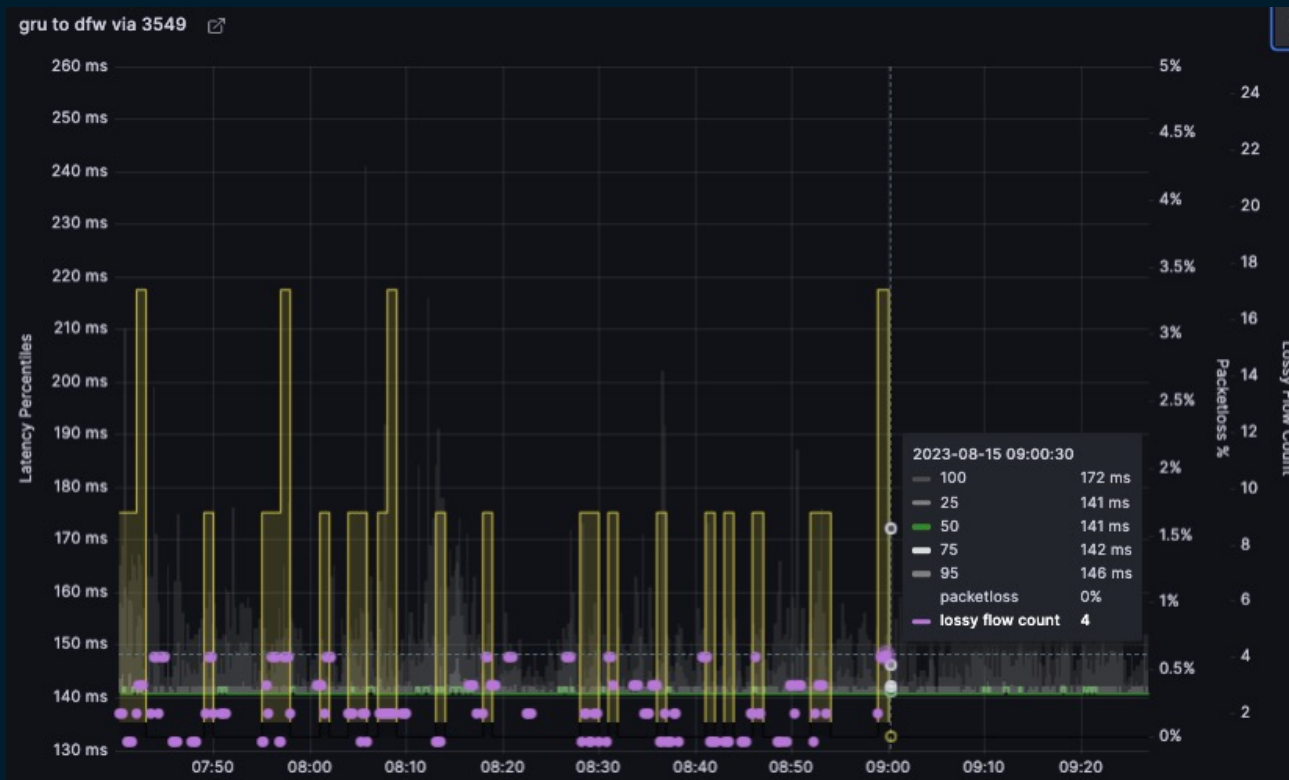 gru to dfw via 3549
260 ms
250 ms
240 ms
230 ms
220 ms
210 ms
200 ms
190 ms
180 ms
170 ms
160 ms
150 ms
140 ms
130 ms
Latency Percentiles
5%
4.5%
4%
3.5%
3%
2.5%
2%
1.5%
1%
0.5%
0%
Packetloss %
24
22
20
18
16
14
12
10
8
6
4
2
Lossy Flow Count
2023-08-15 09:00:30
100 172 ms
25 141 ms
50 141 ms
75 142 ms
95 146 ms
packetloss 0%
lossy flow count 4
07:50 08:00 08:10 08:20 08:30 08:40 08:50 09:00 09:10 09:20